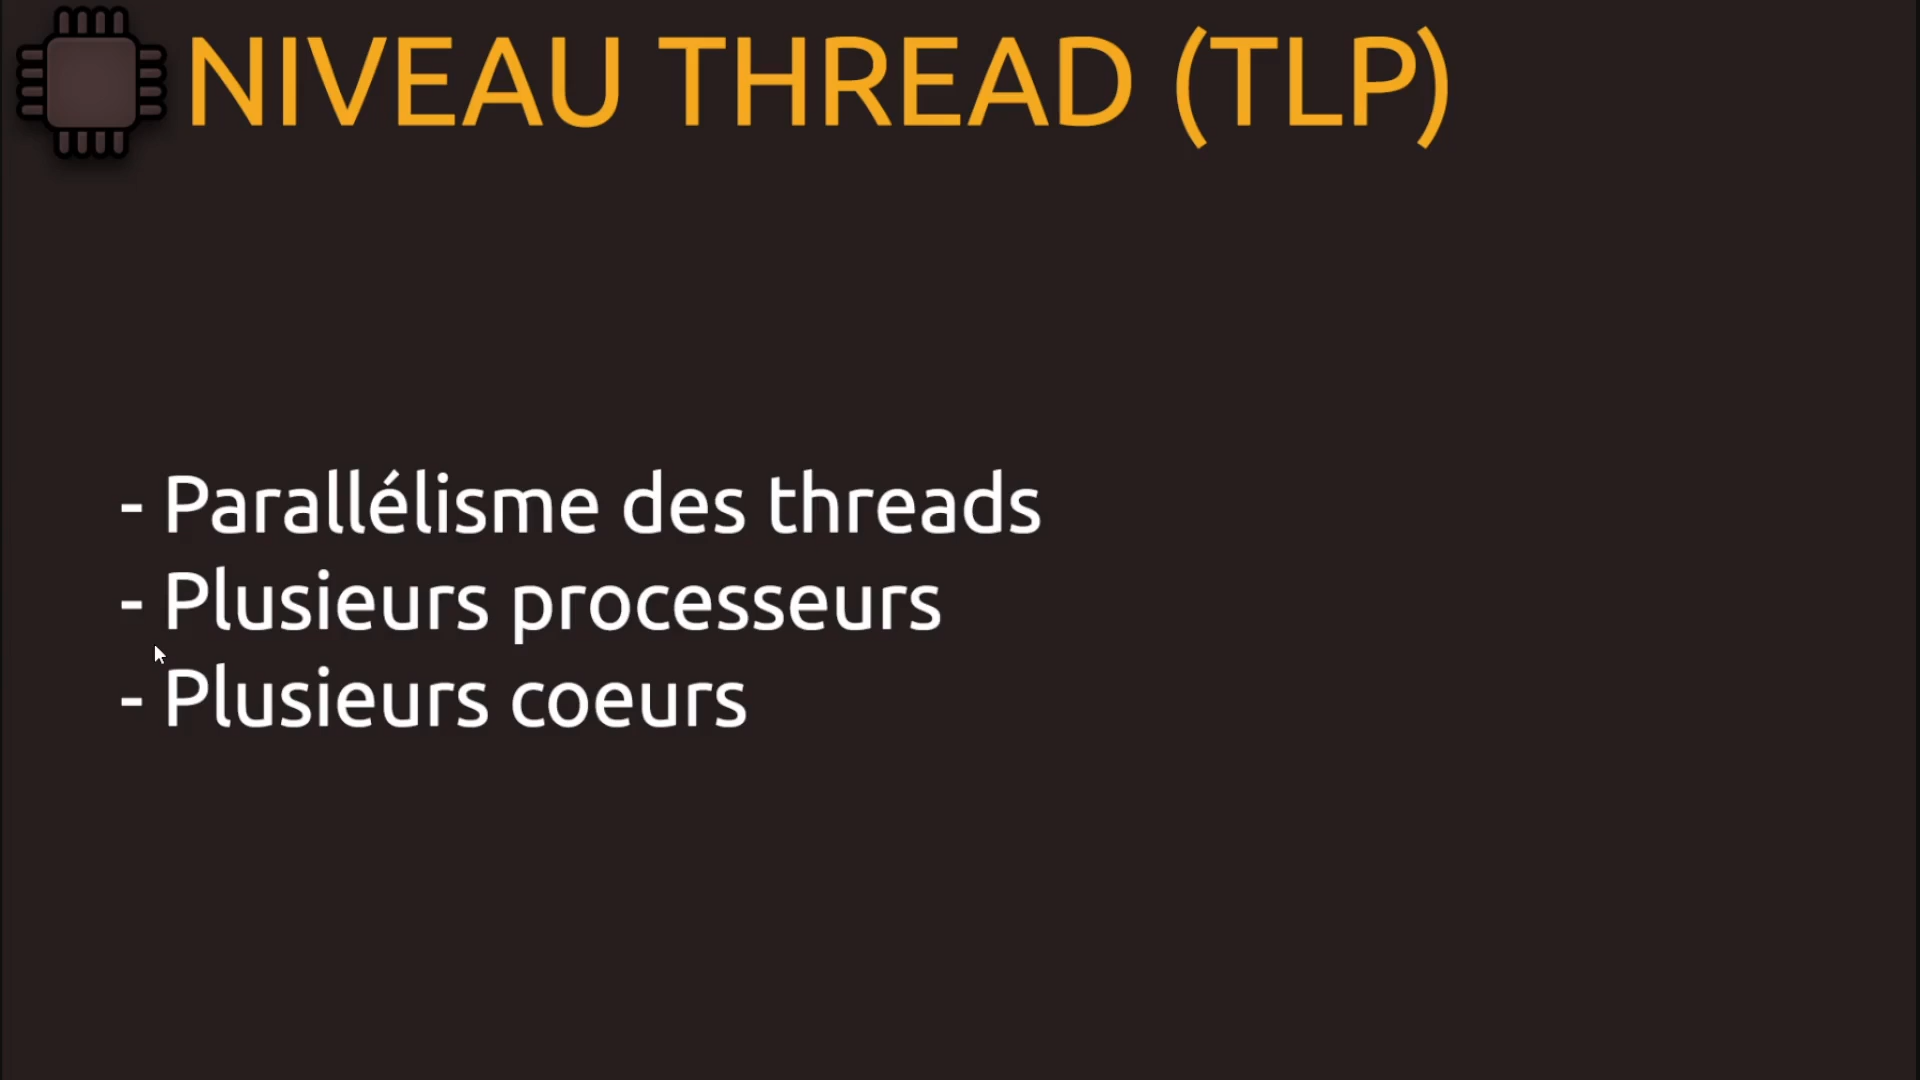 NIVEAU THREAD (TLP)
- Parallélisme des threads
- Plusieurs processeurs
- Plusieurs coeurs